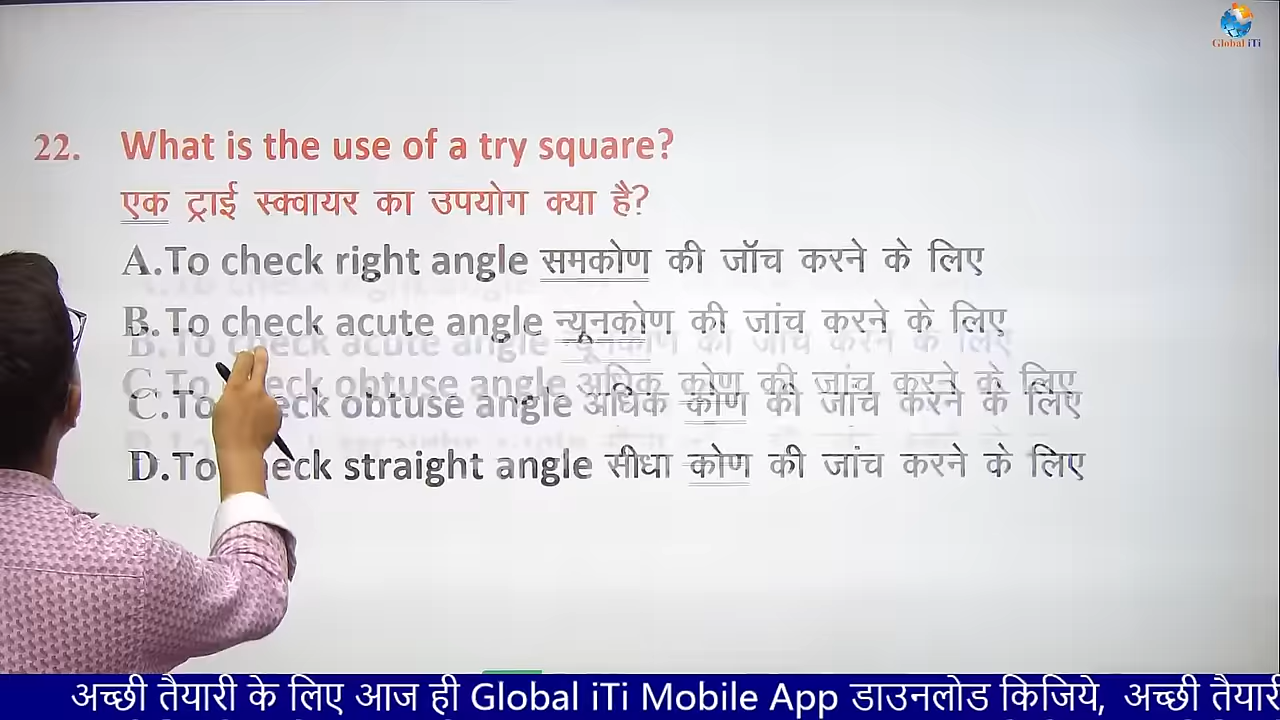 Global iTi
22. What is the use of a try square?
एक ट्राई स्क्वायर का उपयोग क्या है?
A.To check right angle समकोण की जॉच करने के लिए
B.To check acute angle न्यूनकोण की जांच करने के लिए
C.To check obtuse angle अधिक कोण की जांच करने के लिए
D.To check straight angle सीधा कोण की जांच करने के लिए
अच्छी तैयारी के लिए आज ही Global iTi Mobile App डाउनलोड किजिये, अच्छी तैयारी